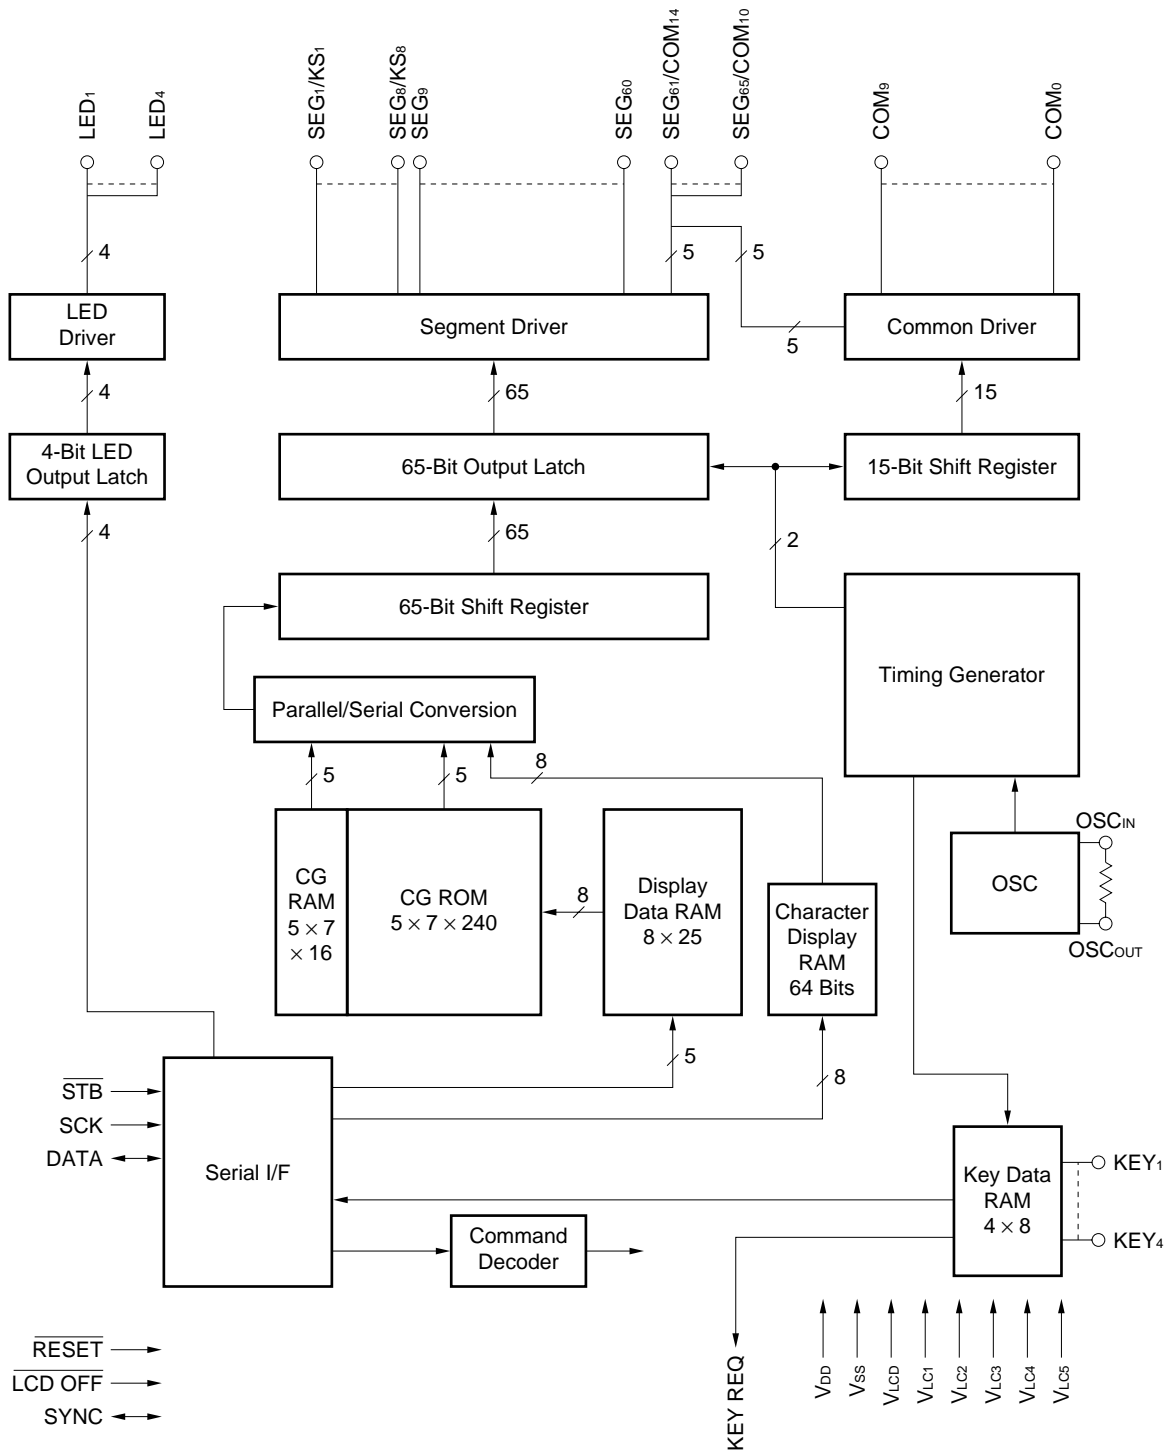 LED1
LED4
SEG1/KS1
SEG8/KS8
SEG9
SEG60
SEG61/COM14
SEG65/COM10
COM9
COM0
4
5
5
LED
Driver
Segment Driver
Common Driver
5
4
65
15
4-Bit LED
Output Latch
65-Bit Output Latch
15-Bit Shift Register
4
65
2
65-Bit Shift Register
Timing Generator
Parallel/Serial Conversion
5
5
8
CG
RAM
5 × 7
× 16
CG ROM
5 × 7 × 240
8
Display
Data RAM
8 × 25
Character
Display
RAM
64 Bits
OSC
OSCIN
OSCOUT
5
8
STB
SCK
DATA
Serial I/F
Key Data
RAM
4 × 8
KEY1
KEY4
Command
Decoder
RESET
LCD OFF
SYNC
KEY REQ
VDD
VSS
VLCD
VLC1
VLC2
VLC3
VLC4
VLC5